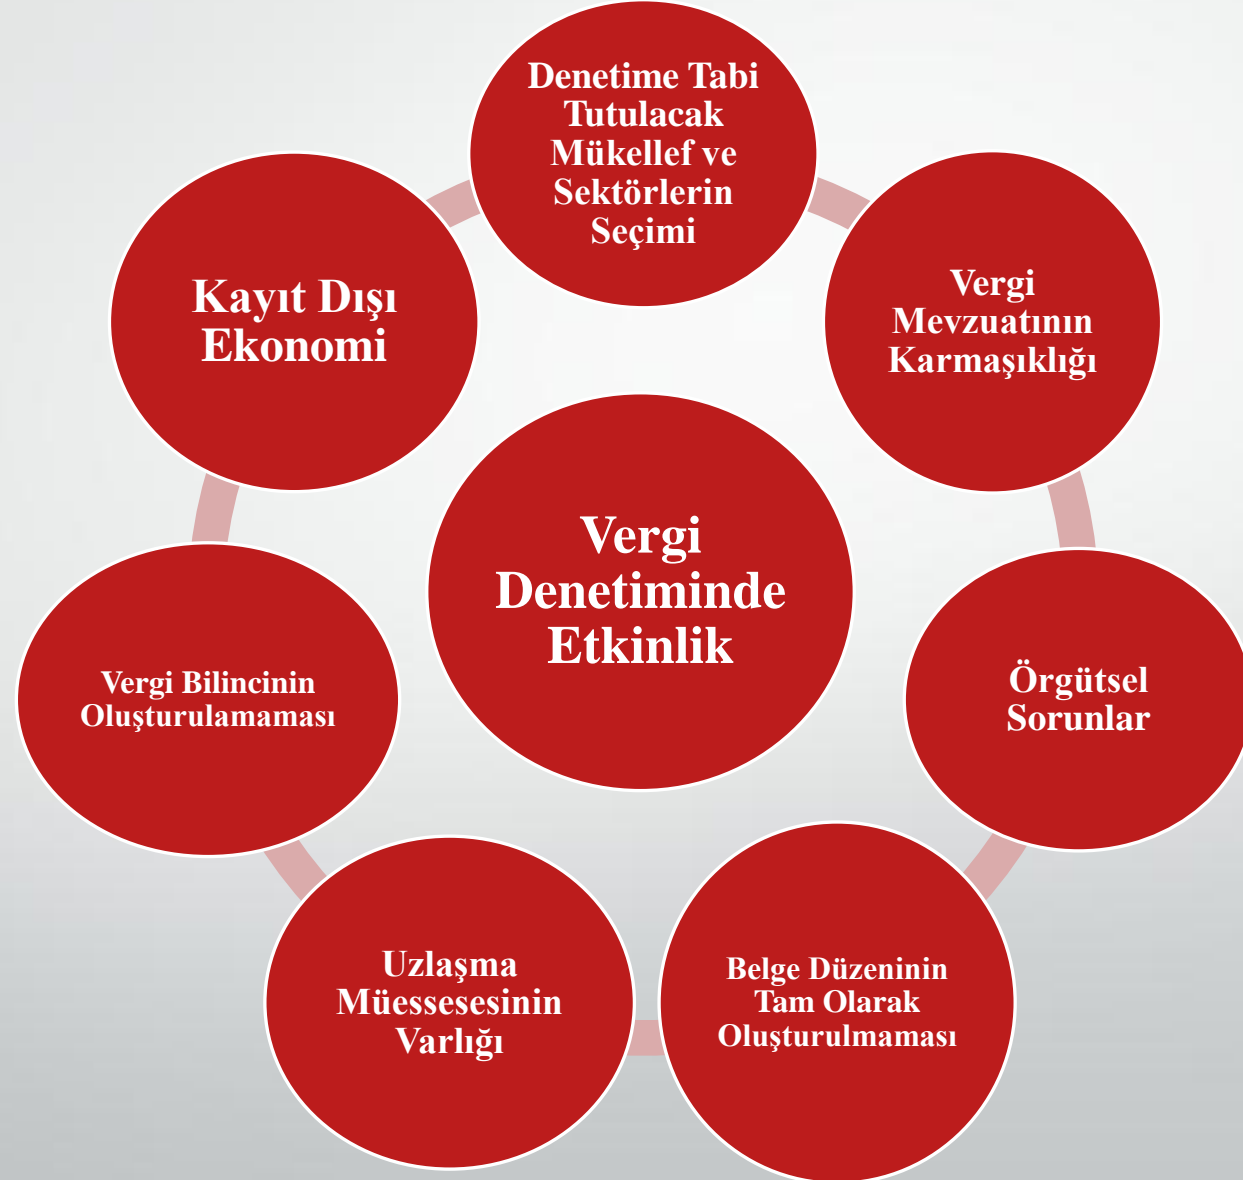 Denetime Tabi
Tutulacak
Mükellef ve
Sektörlerin
Seçimi
Vergi
Mevzuatının
Karmaşıklığı
Örgütsel
Sorunlar
Belge Düzeninin
Tam Olarak
Oluşturulmaması
Uzlaşma
Müessesesinin
Varlığı
Vergi Bilincinin
Oluşturulamaması
Kayıt Dışı
Ekonomi
Vergi
Denetiminde
Etkinlik